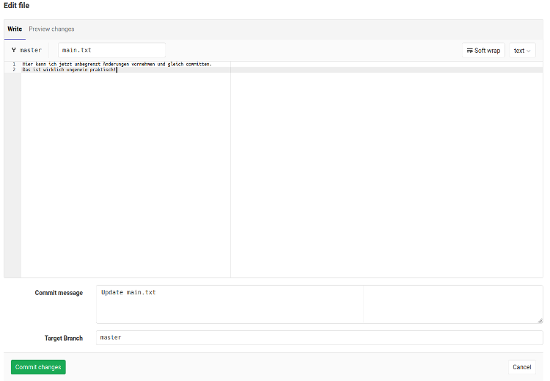 Edit file
Write Preview changes
master main.txt Soft wrap text
1 Hier kann ich jetzt unbegrenzt Änderungen vornehmen und gleich committen.
2 Das ist wirklich ungemein praktisch!
Commit message Update main.txt
Target Branch master
Commit changes Cancel